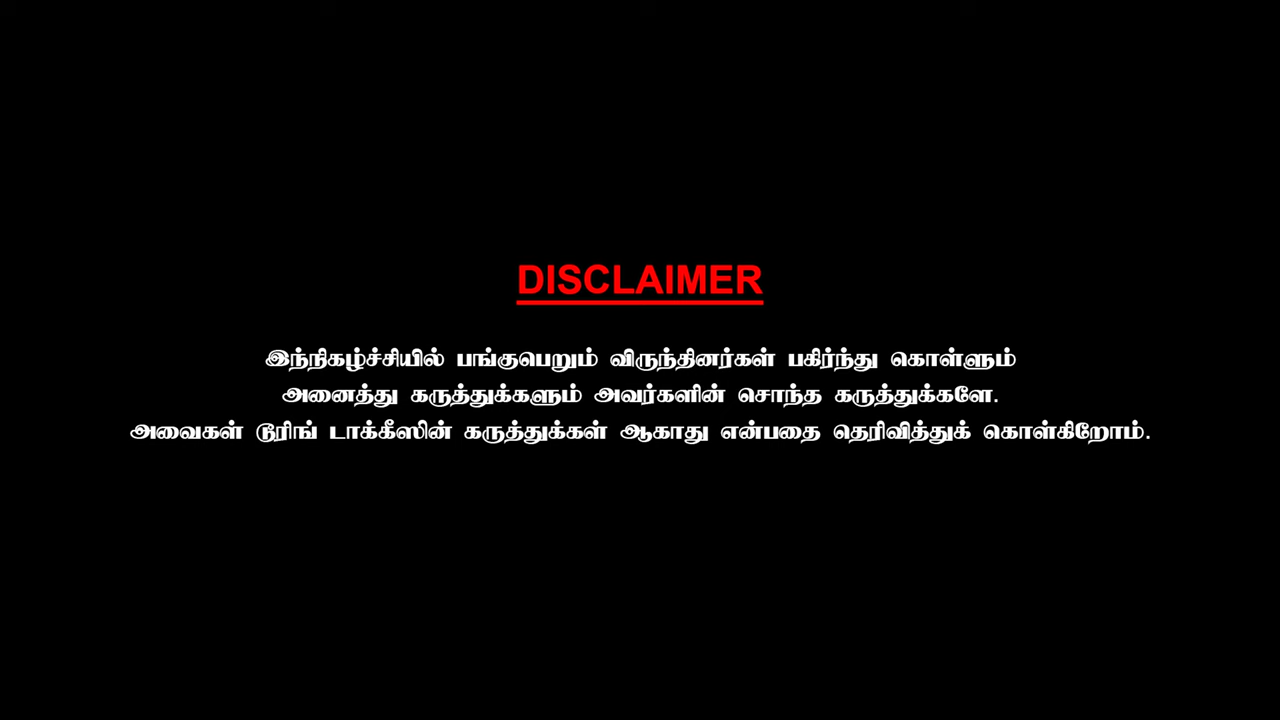 DISCLAIMER
இந்நிகழ்ச்சியில் பங்குபெறும் விருந்தினர்கள் பகிர்ந்து கொள்ளும்
அனைத்து கருத்துக்களும் அவர்களின் சொந்த கருத்துக்களே.
அவைகள் டூரிங் டாக்கீஸின் கருத்துக்கள் ஆகாது என்பதை தெரிவித்துக் கொள்கிறோம்.